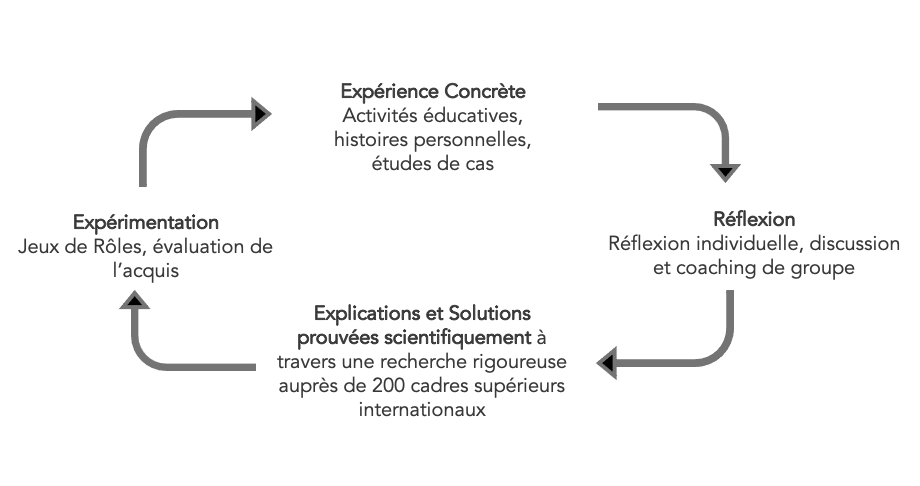 Expérience Concrète
Activités éducatives,
histoires personnelles,
études de cas
Réflexion
Réflexion individuelle, discussion
et coaching de groupe
Explications et Solutions
prouvées scientifiquement à
travers une recherche rigoureuse
auprès de 200 cadres supérieurs
internationaux
Expérimentation
Jeux de Rôles, évaluation de
l'acquis